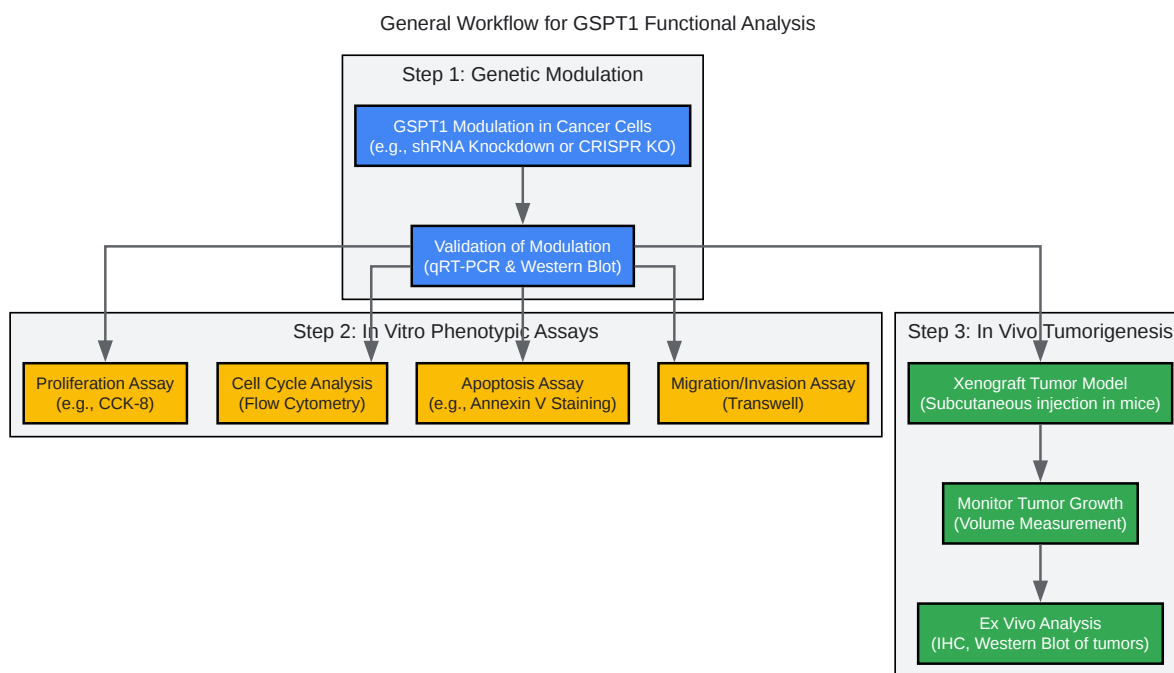 General Workflow for GSPT1 Functional Analysis
Step 1: Genetic Modulation
GSPT1 Modulation in Cancer Cells
(e.g., shRNA Knockdown or CRISPR KO)
Validation of Modulation
(qRT-PCR & Western Blot)
Step 2: In Vitro Phenotypic Assays
Proliferation Assay
(e.g., CCK-8)
Cell Cycle Analysis
(Flow Cytometry)
Apoptosis Assay
(e.g., Annexin V Staining)
Migration/Invasion Assay
(Transwell)
Step 3: In Vivo Tumorigenesis
Xenograft Tumor Model
(Subcutaneous injection in mice)
Monitor Tumor Growth
(Volume Measurement)
Ex Vivo Analysis
(IHC, Western Blot of tumors)